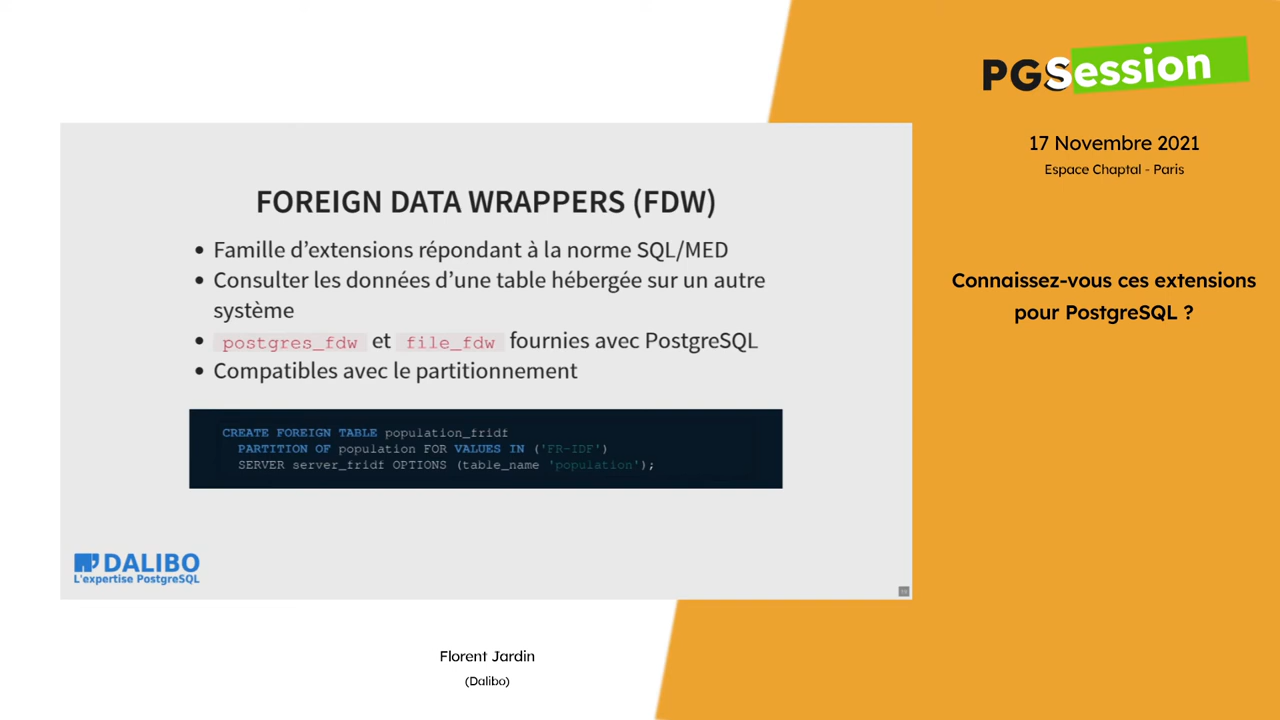 PGSession
17 Novembre 2021
Espace Chaptal - Paris
Connaissez-vous ces extensions
pour PostgreSQL ?
FOREIGN DATA WRAPPERS (FDW)
• Famille d'extensions répondant à la norme SQL/MED
• Consulter les données d'une table hébergée sur un autre
système
• postgres_fdw et file_fdw fournies avec PostgreSQL
• Compatibles avec le partitionnement
CREATE FOREIGN TABLE population_fridf
PARTITION OF population FOR VALUES IN ('FR-IDF')
SERVER server_fridf OPTIONS (table_name 'population');
DALIBO
L'expertise PostgreSQL
Florent Jardin
(Dalibo)